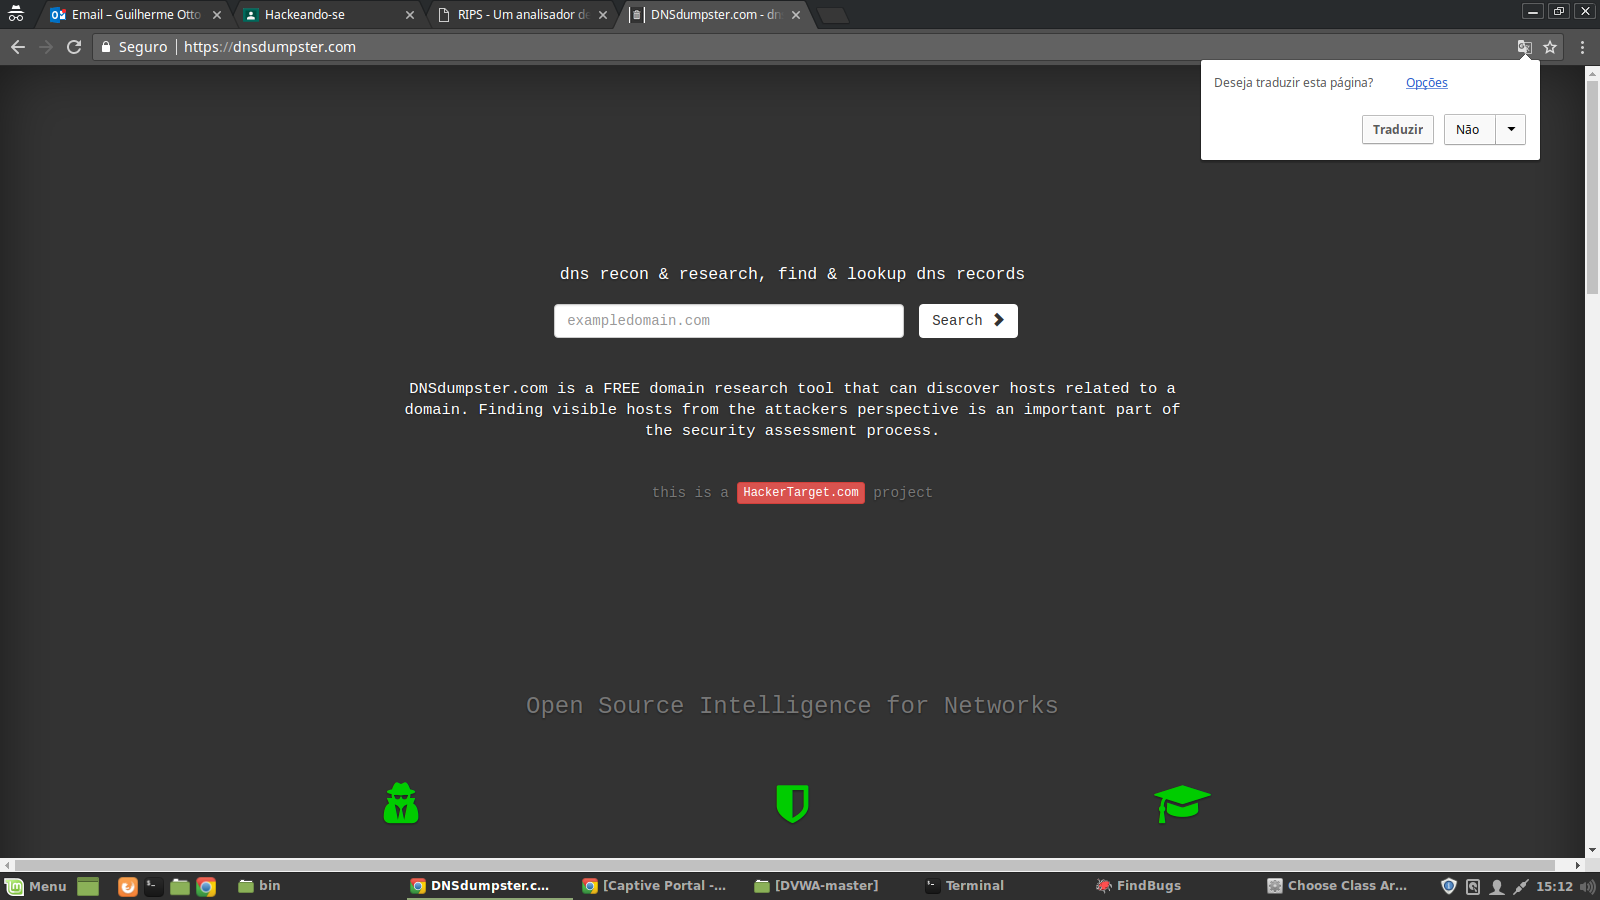 Email – Guilherme Otto
Hackeando-se
RIPS - Um analisador de
DNSdumpster.com - dn
Seguro
https://dnsdumpster.com
Deseja traduzir esta página?
Opções
Traduzir
Não
dns recon & research, find & lookup dns records
exampledomain.com
Search
DNSdumpster.com is a FREE domain research tool that can discover hosts related to a
domain. Finding visible hosts from the attackers perspective is an important part of
the security assessment process.
this is a HackerTarget.com project
Open Source Intelligence for Networks
Menu
bin
DNSdumpster.c...
[Captive Portal -...
[DVWA-master]
Terminal
FindBugs
Choose Class Ar...
15:12